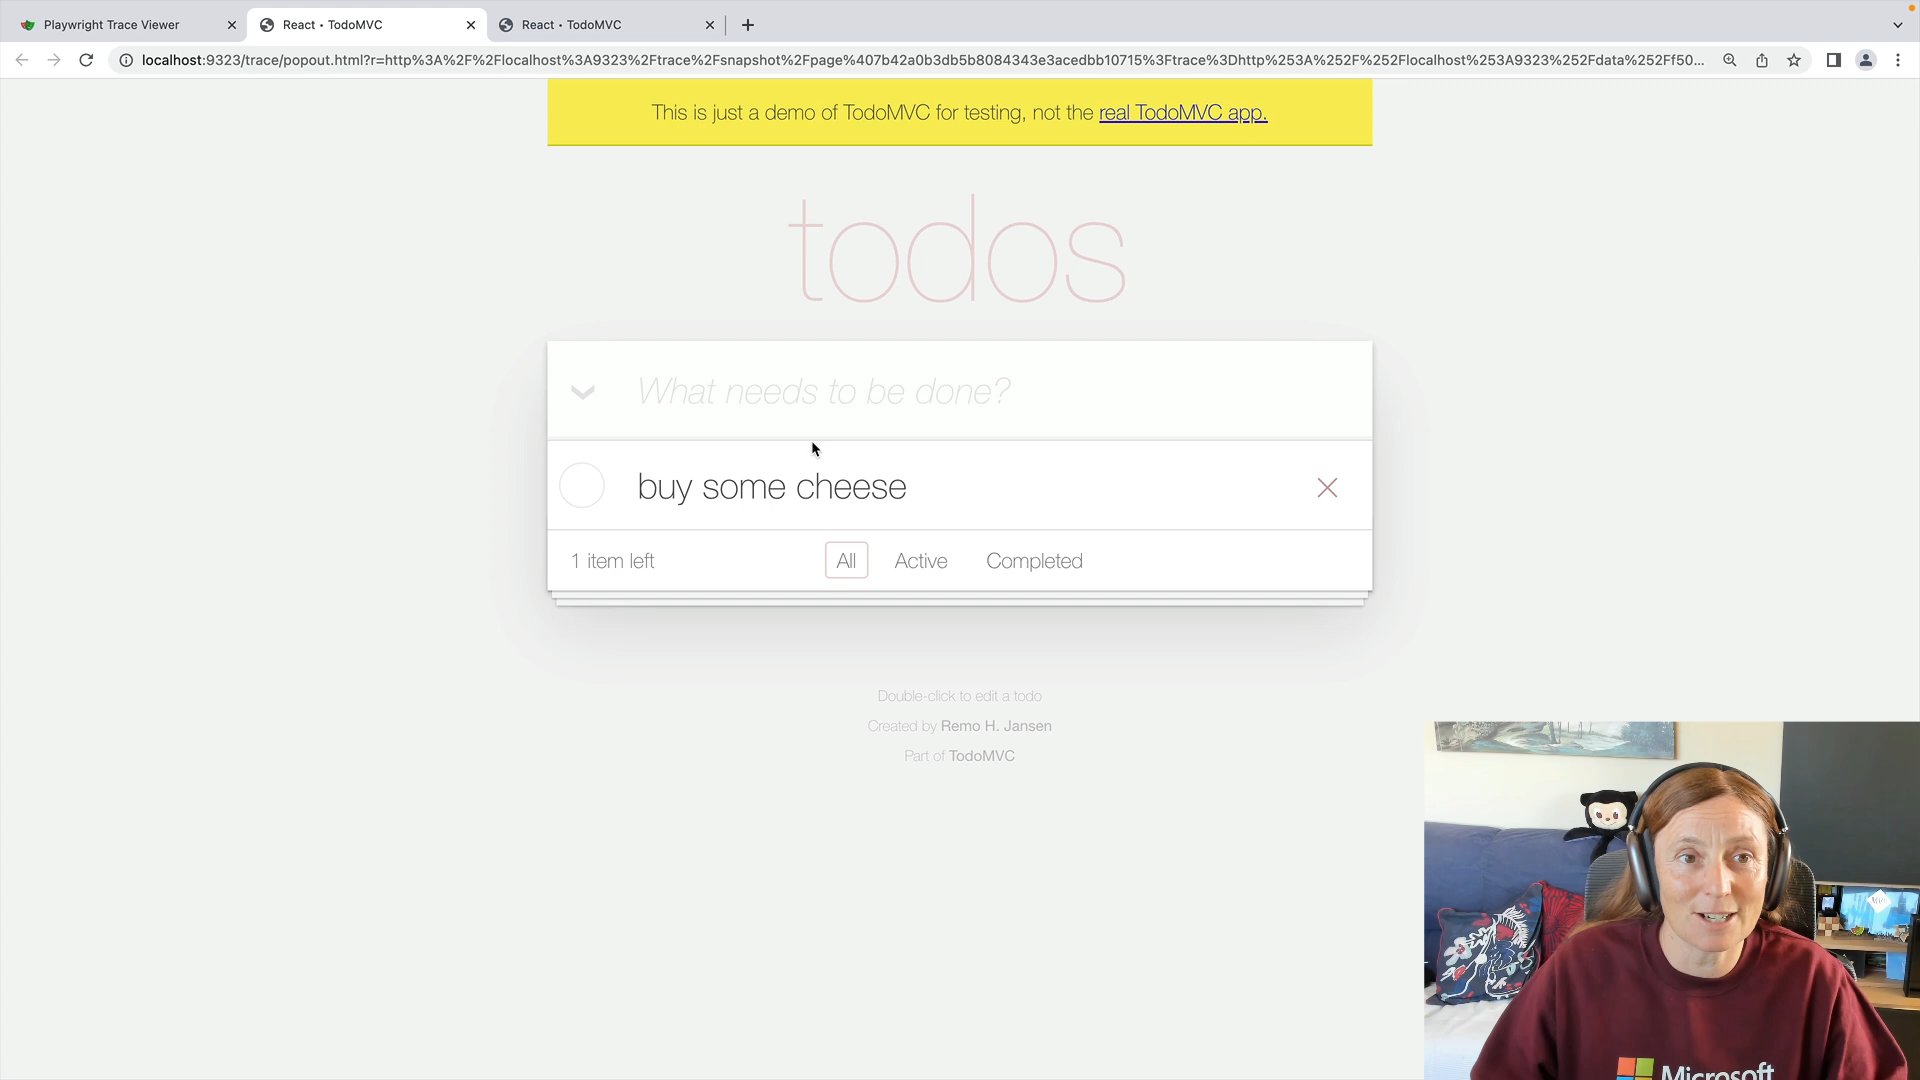 Playwright Trace Viewer
React • TodoMVC
React • TodoMVC
localhost:9323/trace/popout.html?r=http%3A%2F%2Flocalhost%3A9323%2Ftrace%2Fsnapshot%2Fpage%407b42a0b3db5b8084343e3acedbb10715%3Ftrace%3Dhttp%253A%252F%252Flocalhost%253A9323%252Fdata%252Ff50...
This is just a demo of TodoMVC for testing, not the real TodoMVC app.
todos
What needs to be done?
buy some cheese
1 item left
All
Active
Completed
Double-click to edit a todo
Created by Remo H. Jansen
Part of TodoMVC
Microsoft